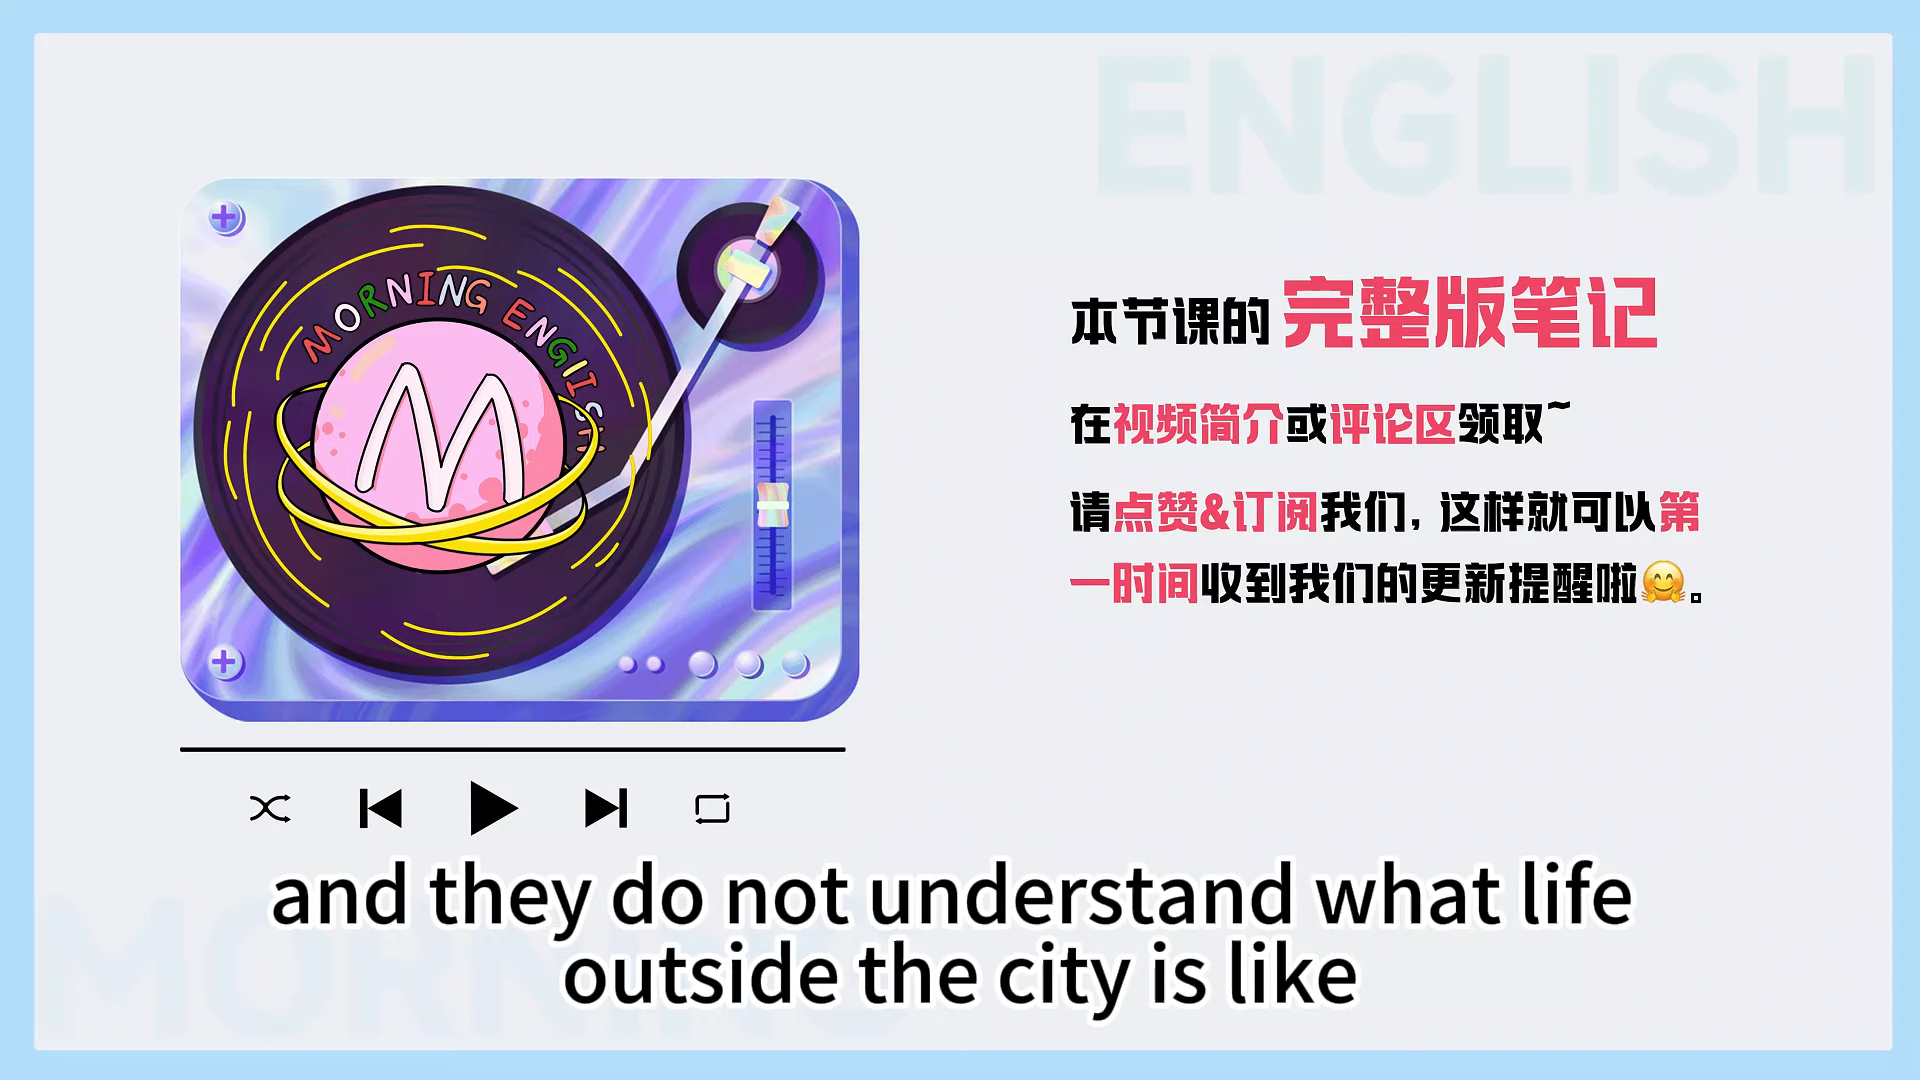 ENGLISH
MORNING ENGLISH
M
本节课的 完整版笔记
在视频简介或评论区领取~
请点赞&订阅我们, 这样就可以第
一时间收到我们的更新提醒啦🤗。
MORNING
and they do not understand what life
outside the city is like